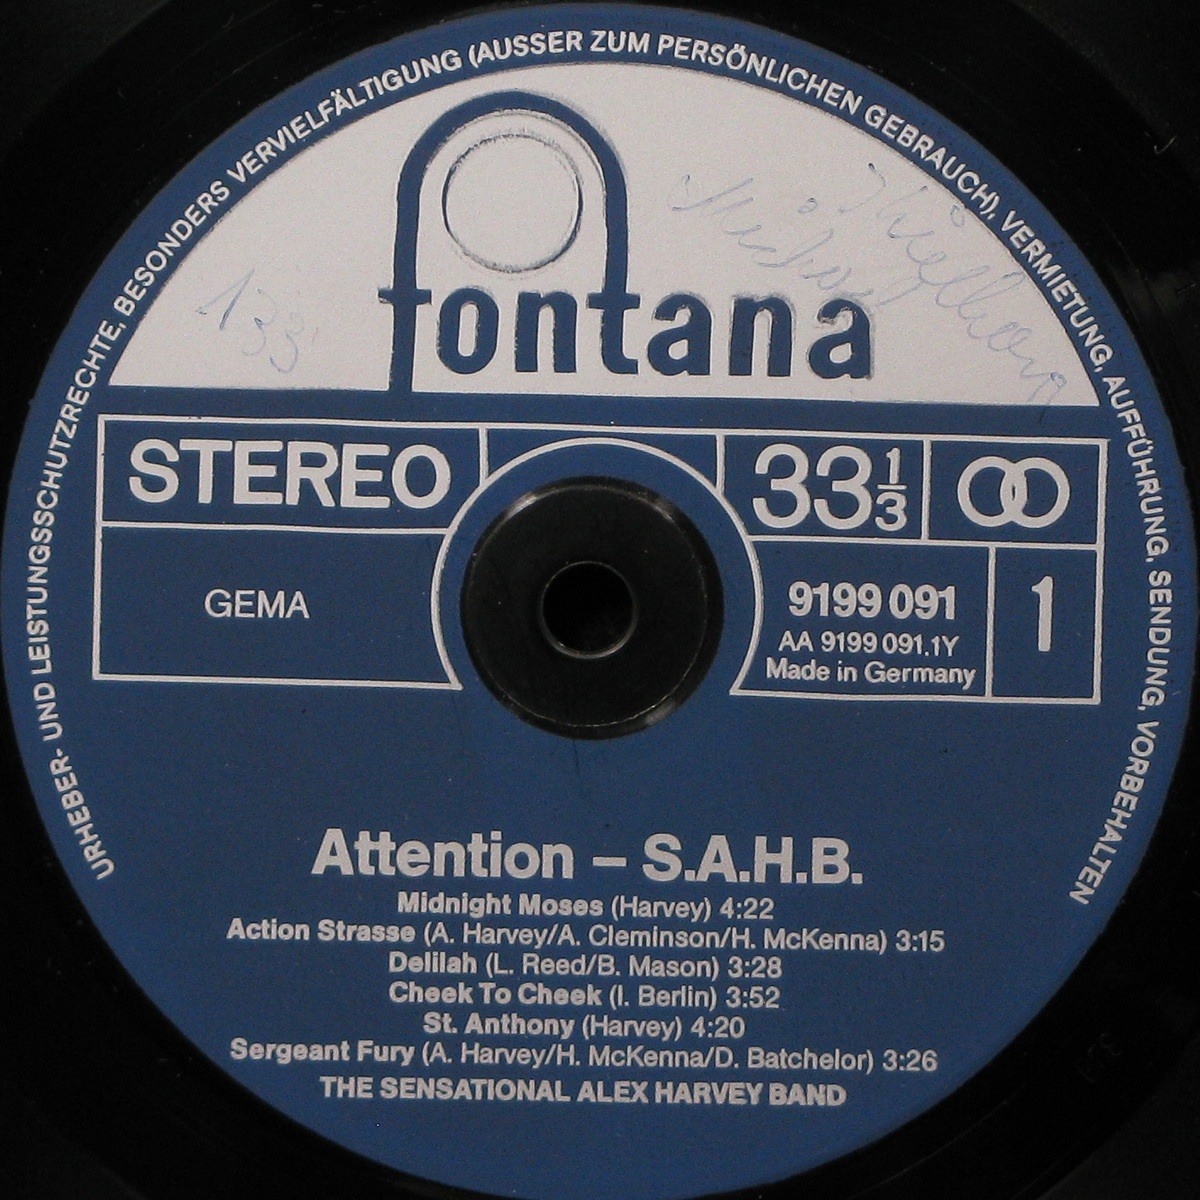 URHEBER- UND LEISTUNGSSCHUTZRECHTE, BESONDERS VERVIELFÄLTIGUNG (AUSSER ZUM PERSÖNLICHEN GEBRAUCH), VERMIETUNG, AUFFÜHRUNG, SENDUNG, VORBEHALTEN
133
fontana
STEREO
33 1/3
GEMA
9199 091
AA 9199 091.1Y
Made in Germany
1
Attention – S.A.H.B.
Midnight Moses (Harvey) 4:22
Action Strasse (A. Harvey/A. Cleminson/H. McKenna) 3:15
Delilah (L. Reed/B. Mason) 3:28
Cheek To Cheek (I. Berlin) 3:52
St. Anthony (Harvey) 4:20
Sergeant Fury (A. Harvey/H. McKenna/D. Batchelor) 3:26
THE SENSATIONAL ALEX HARVEY BAND